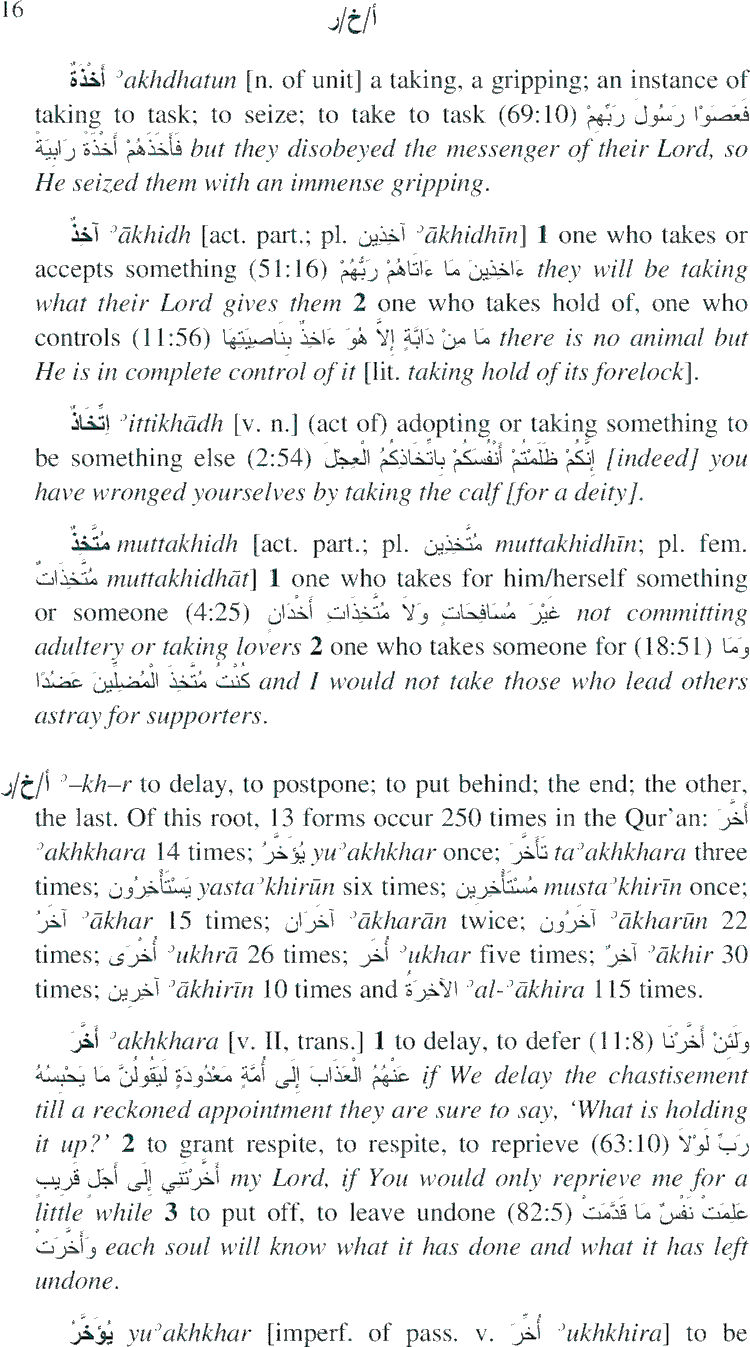 16
أ/خ/ر
أَخْذَةٌ ʾakhdhatun [n. of unit] a taking, a gripping; an instance of
taking to task; to seize; to take to task (69:10) فَعَصَوْا رَسُولَ رَبِّهِمْ
فَأَخَذَهُمْ أَخْذَةً رَابِيَةً but they disobeyed the messenger of their Lord, so
He seized them with an immense gripping.
آخِذٌ ʾākhidh [act. part.; pl. آخِذِين ʾākhidhīn] 1 one who takes or
accepts something (51:16) ءَاخِذِينَ مَا ءَاتَاهُمْ رَبُّهُمْ they will be taking
what their Lord gives them 2 one who takes hold of, one who
controls (11:56) مَا مِنْ دَابَّةٍ إِلاَّ هُوَ ءَاخِذٌ بِنَاصِيَتِهَا there is no animal but
He is in complete control of it [lit. taking hold of its forelock].
اِتِّخَاذٌ ʾittikhādh [v. n.] (act of) adopting or taking something to
be something else (2:54) إِنَّكُمْ ظَلَمْتُمْ أَنْفُسَكُمْ بِاتِّخَاذِكُمُ الْعِجْلَ [indeed] you
have wronged yourselves by taking the calf [for a deity].
مُتَّخِذٌ muttakhidh [act. part.; pl. مُتَّخِذِين muttakhidhīn; pl. fem.
مُتَّخِذَاتٌ muttakhidhāt] 1 one who takes for him/herself something
or someone (4:25) غَيْرَ مُسَافِحَاتٍ وَلاَ مُتَّخِذَاتِ أَخْدَانٍ not committing
adultery or taking lovers 2 one who takes someone for (18:51) وَمَا
كُنْتُ مُتَّخِذَ الْمُضِلِّينَ عَضُدًا and I would not take those who lead others
astray for supporters.
أ/خ/ر ʾ–kh–r to delay, to postpone; to put behind; the end; the other,
the last. Of this root, 13 forms occur 250 times in the Qur’an: أَخَّرَ
ʾakhkhara 14 times; يُؤَخَّرُ yuʾakhkhar once; تَأَخَّرَ taʾakhkhara three
times; يَسْتَأْخِرُون yastaʾkhirūn six times; مُسْتَأْخِرِين mustaʾkhirīn once;
آخَرُ ʾākhar 15 times; آخَرَان ʾākharān twice; آخَرُون ʾākharūn 22
times; أُخْرَى ʾukhrā 26 times; أُخَر ʾukhar five times; آخِرٌ ʾākhir 30
times; آخِرِين ʾākhirīn 10 times and الآخِرَةُ ʾal-ʾākhira 115 times.
أَخَّرَ ʾakhkhara [v. II, trans.] 1 to delay, to defer (11:8) وَلَئِنْ أَخَّرْنَا
عَنْهُمُ الْعَذَابَ إِلَى أُمَّةٍ مَعْدُودَةٍ لَيَقُولُنَّ مَا يَحْبِسُهُ if We delay the chastisement
till a reckoned appointment they are sure to say, ‘What is holding
it up?’ 2 to grant respite, to respite, to reprieve (63:10) رَبِّ لَوْلاَ
أَخَّرْتَنِي إِلَى أَجَلٍ قَرِيبٍ my Lord, if You would only reprieve me for a
little while 3 to put off, to leave undone (82:5) عَلِمَتْ نَفْسٌ مَا قَدَّمَتْ
وَأَخَّرَتْ each soul will know what it has done and what it has left
undone.
يُؤَخَّرُ yuʾakhkhar [imperf. of pass. v. أُخِّرَ ʾukhkhira] to be